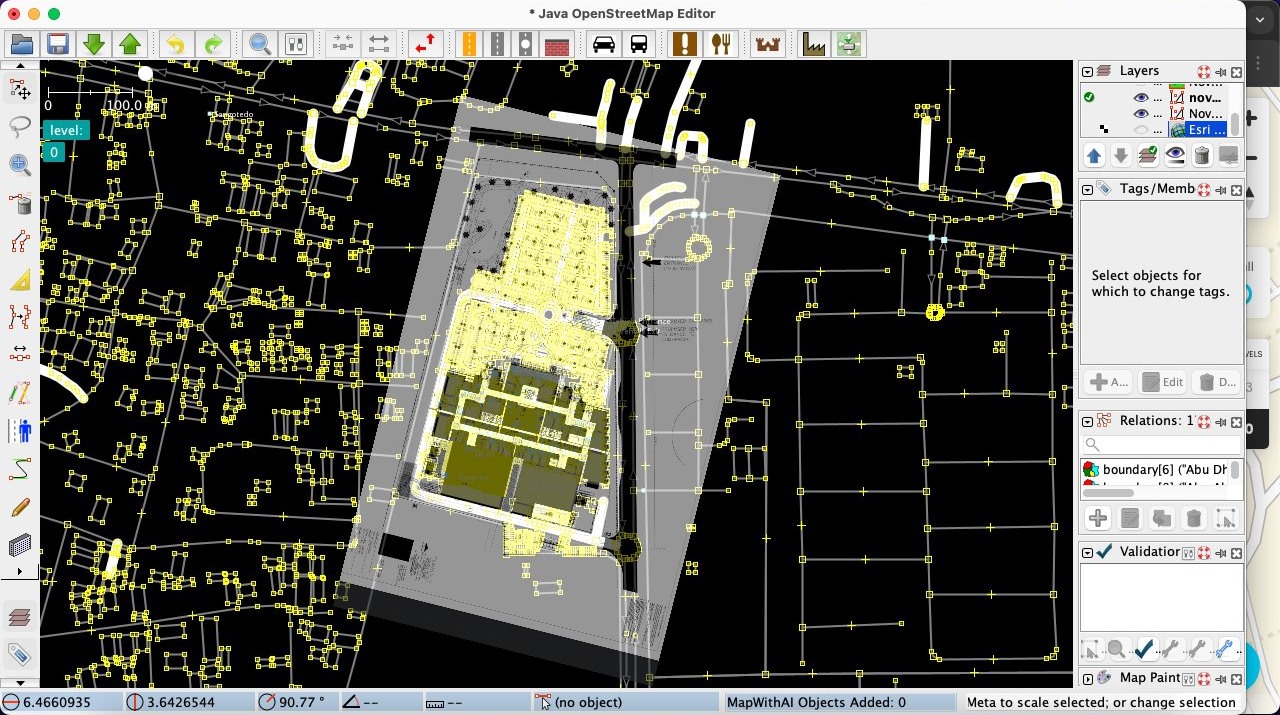 * Java OpenStreetMap Editor
0
100.0
level:
0
Layers
nov...
Nov...
Esri ...
Tags/Memb
Select objects for
which to change tags.
A...
Edit
D...
Relations: 1
boundary[6] ("Abu Dh
Validation
Map Paint
6.4660935
3.6426544
90.77 °
--
--
(no object)
MapWithAI Objects Added: 0
Meta to scale selected; or change selection